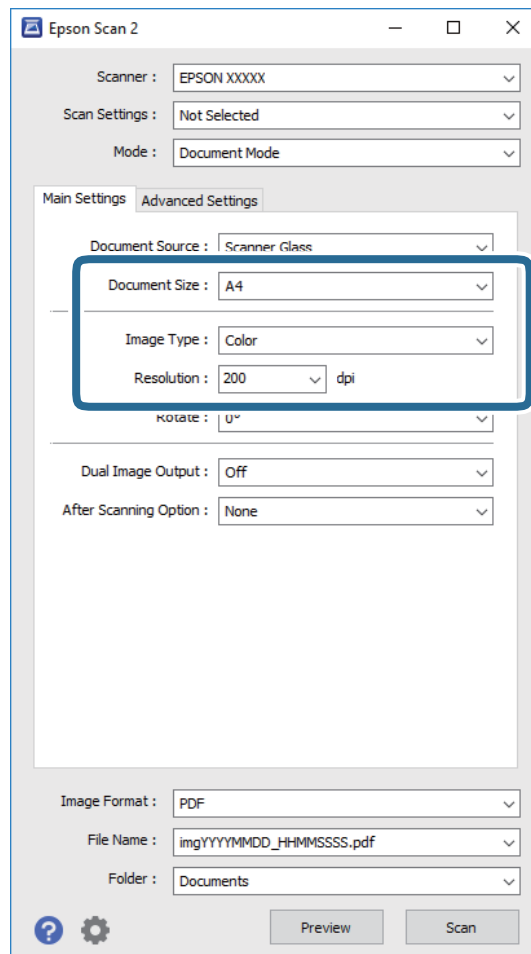 Epson Scan 2
Scanner : EPSON XXXXX
Scan Settings : Not Selected
Mode : Document Mode
Main Settings Advanced Settings
Document Source : Scanner Glass
Document Size : A4
Image Type : Color
Resolution : 200 dpi
Rotate : 0°
Dual Image Output : Off
After Scanning Option : None
Image Format : PDF
File Name : imgYYYYMMDD_HHMMSSSS.pdf
Folder : Documents
? Preview Scan